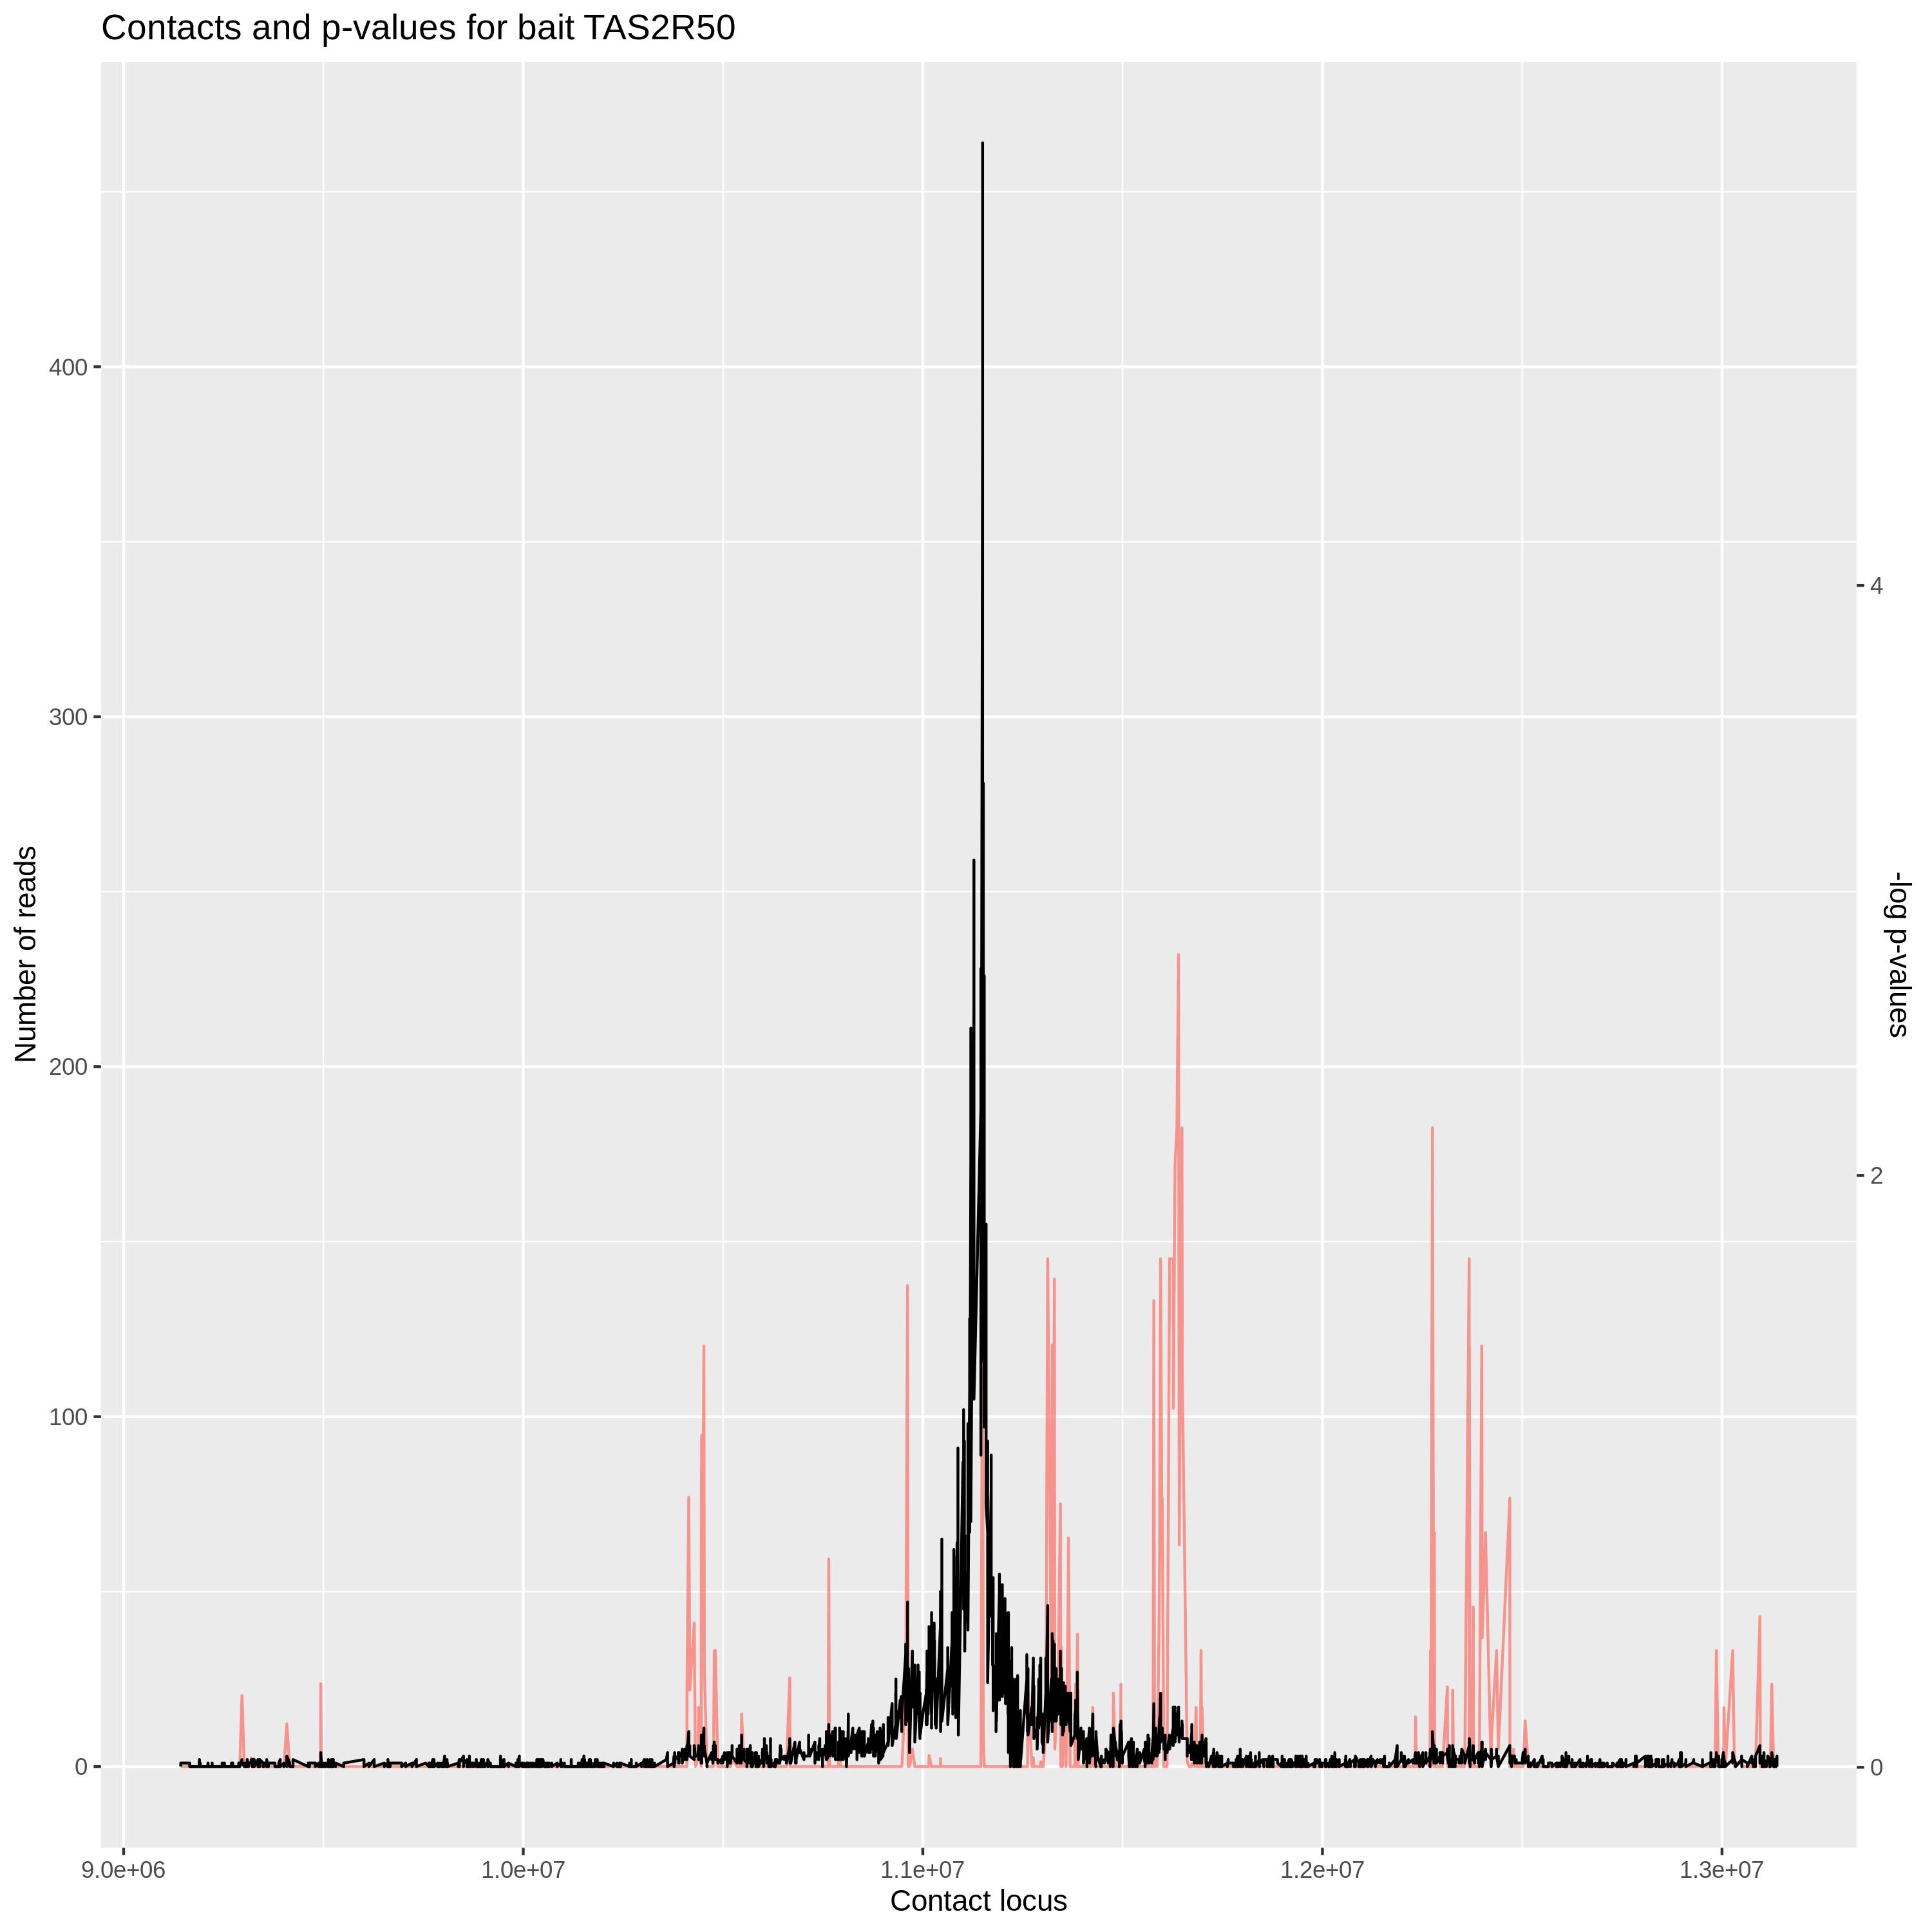 Contacts and p-values for bait TAS2R50
Number of reads
400
300
200
100
0
4
2
0
-log p-values
9.0e+06
1.0e+07
1.1e+07
1.2e+07
1.3e+07
Contact locus